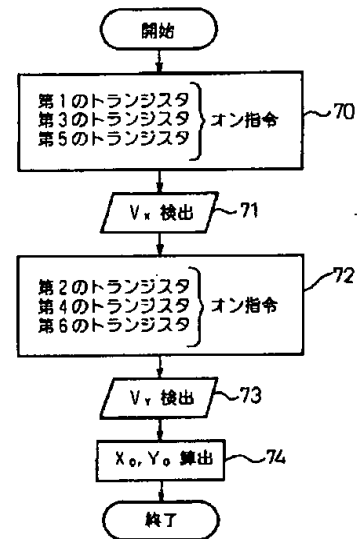 開始
第1のトランジスタ
第3のトランジスタ オン指令 70
第5のトランジスタ
Vx 検出 71
第2のトランジスタ
第4のトランジスタ オン指令 72
第6のトランジスタ
VY 検出 73
X0, Y0 算出 74
終了